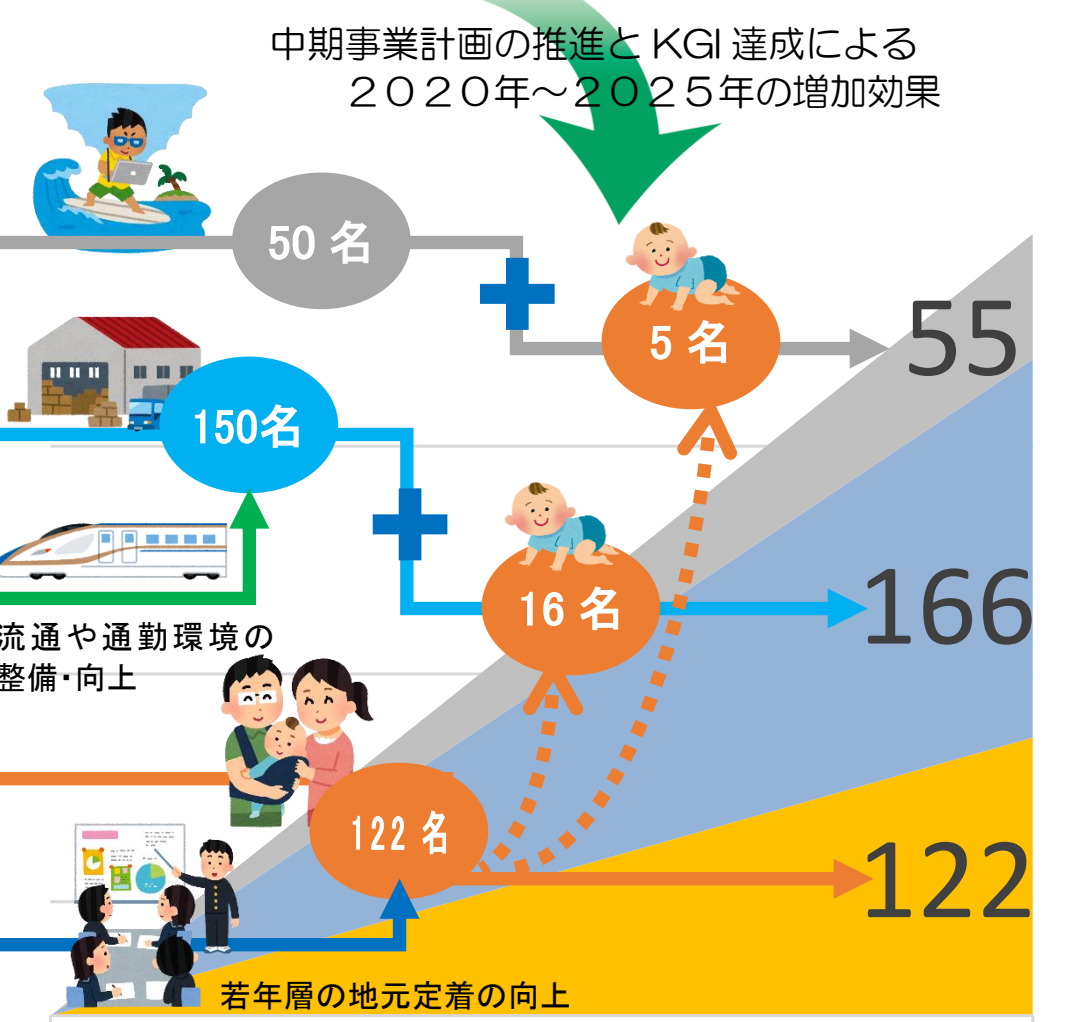 中期事業計画の推進とKGI達成による
２０２０年～２０２５年の増加効果
50 名
5 名
55
150名
16 名
166
流通や通勤環境の
整備・向上
122 名
122
若年層の地元定着の向上